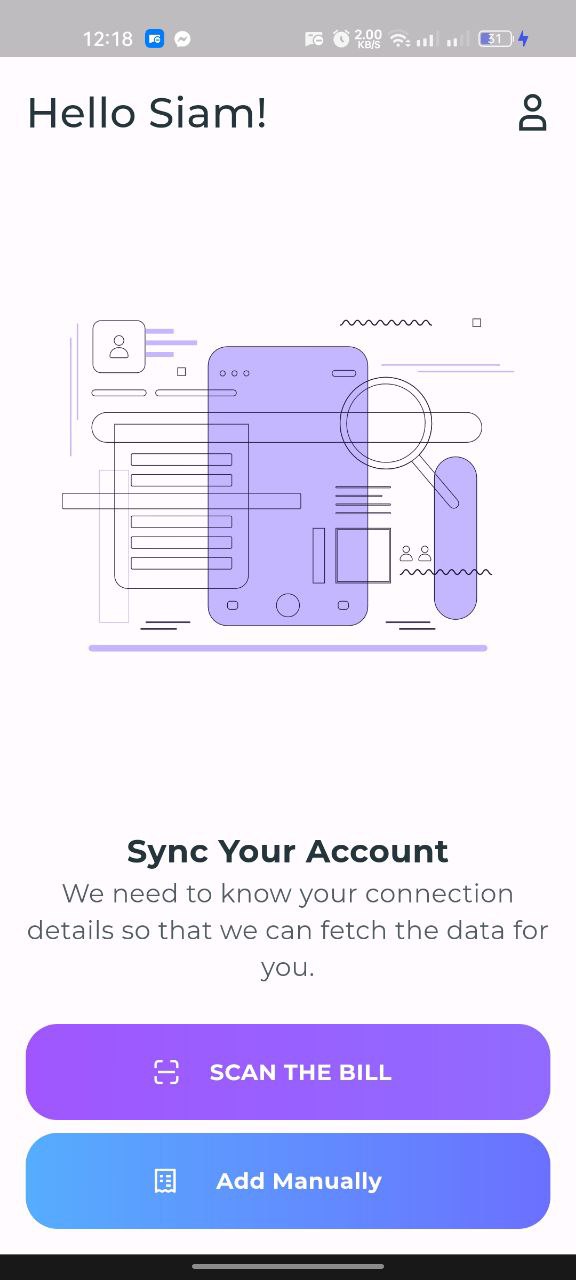 12:18 2.00 KB/S 31
Hello Siam!
Sync Your Account
We need to know your connection
details so that we can fetch the data for
you.
SCAN THE BILL
Add Manually